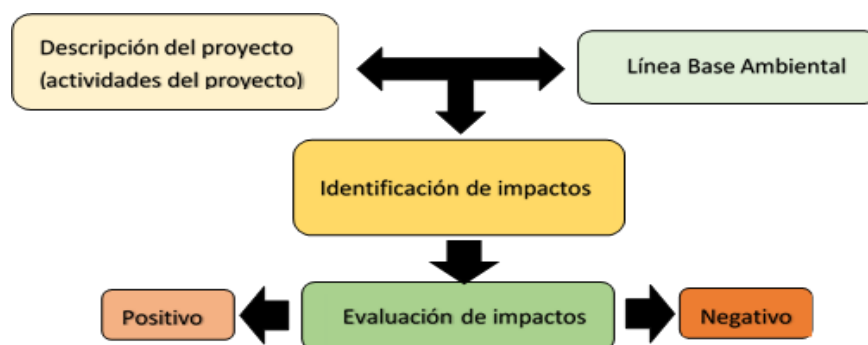 Descripción del proyecto
(actividades del proyecto)
Línea Base Ambiental
Identificación de impactos
Positivo
Evaluación de impactos
Negativo